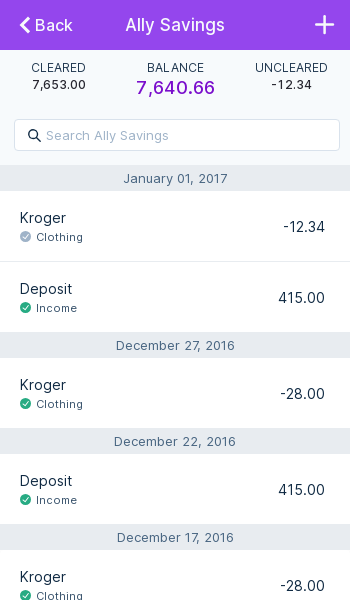 Back
Ally Savings
CLEARED
BALANCE
UNCLEARED
7,653.00
7,640.66
-12.34
Search Ally Savings
January 01, 2017
Kroger
-12.34
Clothing
Deposit
415.00
Income
December 27, 2016
Kroger
-28.00
Clothing
December 22, 2016
Deposit
415.00
Income
December 17, 2016
Kroger
-28.00
Clothing